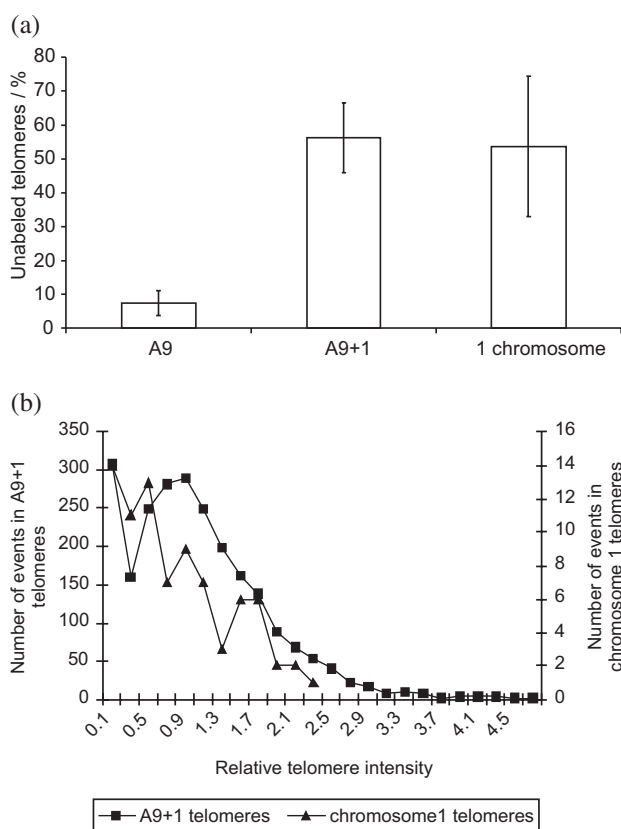 (a)
Unabeled telomeres / %
80
70
60
50
40
30
20
10
0
A9
A9+1
1 chromosome
(b)
Number of events in A9+1
telomeres
350
300
250
200
150
100
50
0
16
14
12
10
8
6
4
2
0
Number of events in
chromosome 1 telomeres
0.1
0.5
0.9
1.3
1.7
2.1
2.5
2.9
3.3
3.7
4.1
4.5
Relative telomere intensity
A9+1 telomeres
chromosome1 telomeres